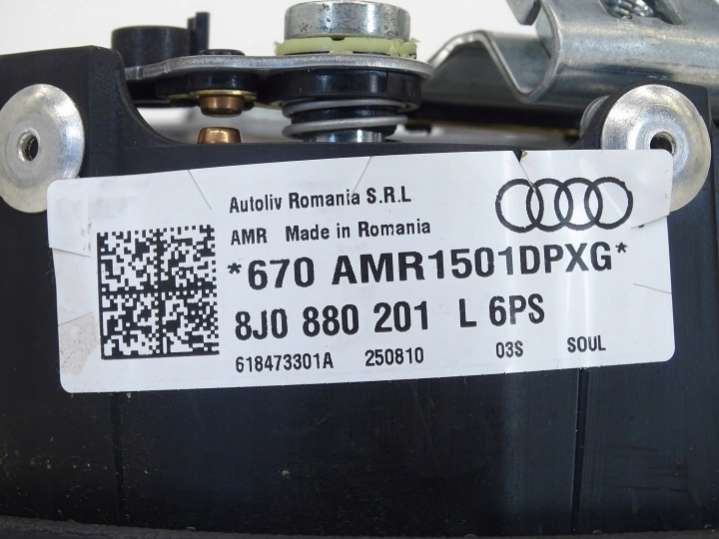 Autoliv Romania S.R.L
AMR Made in Romania
*670 AMR1501DPXG*
8J0 880 201 L 6PS
618473301A 250810 03S SOUL